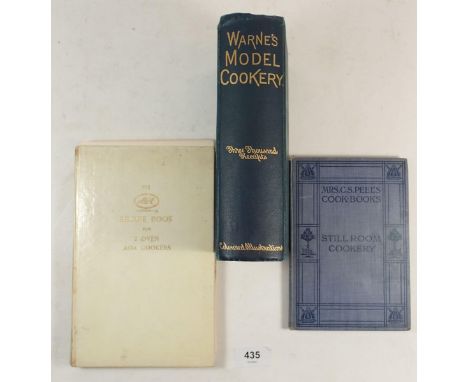 WARNE'S
MODEL
COOKERY
Three Thousand
Receipts
Coloured Illustrations
THE
RECIPE BOOK
FOR
2 OVEN
AGA COOKERS
MRS. C.S. PEEL'S
COOK-BOOKS
STILL ROOM
COOKERY
435